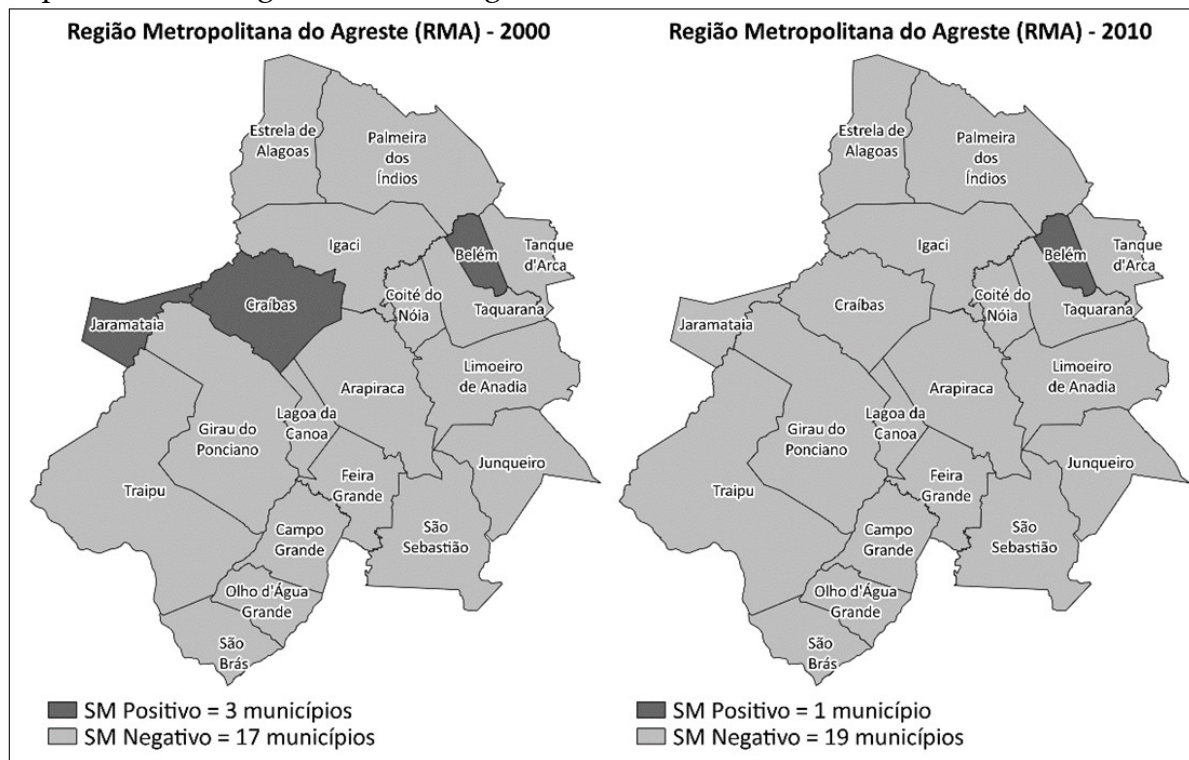 Região Metropolitana do Agreste (RMA) - 2000
Estrela de
Alagoas
Palmeira
dos
Índios
Igaci
Belém
Tanque
d'Arca
Craíbas
Coité do
Nóia
Taquarana
Jaramataia
Limoeiro
de Anadia
Arapiraca
Lagoa da
Canoa
Girau do
Ponciano
Junqueiro
Feira
Grande
Traipu
São
Sebastião
Campo
Grande
Olho d'Água
Grande
São
Brás
SM Positivo = 3 municípios
SM Negativo = 17 municípios
Região Metropolitana do Agreste (RMA) - 2010
Estrela de
Alagoas
Palmeira
dos
Índios
Igaci
Belém
Tanque
d'Arca
Craíbas
Coité do
Nóia
Taquarana
Jaramataia
Limoeiro
de Anadia
Arapiraca
Lagoa da
Canoa
Girau do
Ponciano
Junqueiro
Feira
Grande
Traipu
São
Sebastião
Campo
Grande
Olho d'Água
Grande
São
Brás
SM Positivo = 1 município
SM Negativo = 19 municípios